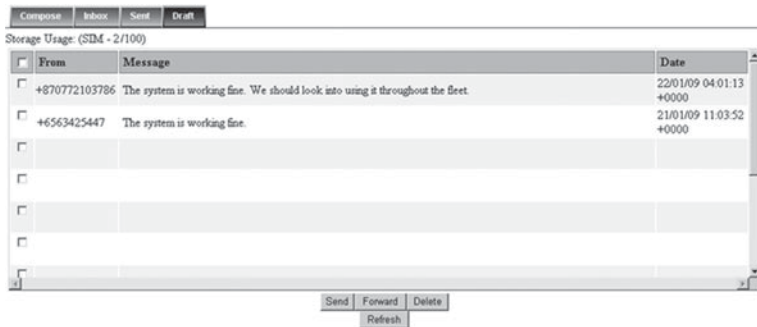 Compose Inbox Sent Draft
Storage Usage: (SIM - 2/100)
From Message Date
+870772103786 The system is working fine. We should look into using it throughout the fleet. 22/01/09 04:01:13
+0000
+6563425447 The system is working fine. 21/01/09 11:03:52
+0000
Send Forward Delete
Refresh